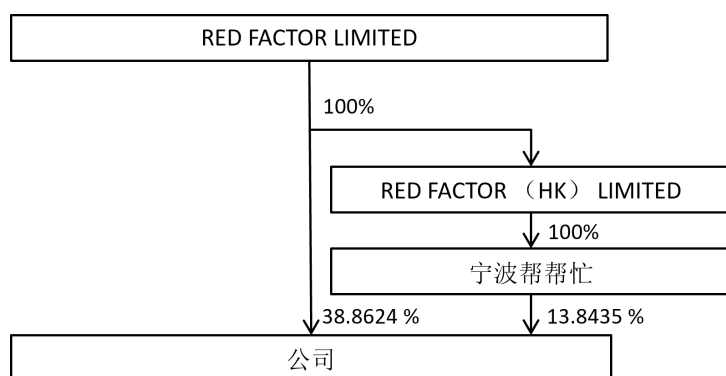 RED FACTOR LIMITED
100%
RED FACTOR （HK） LIMITED
100%
宁波帮帮忙
38.8624 %
13.8435 %
公司